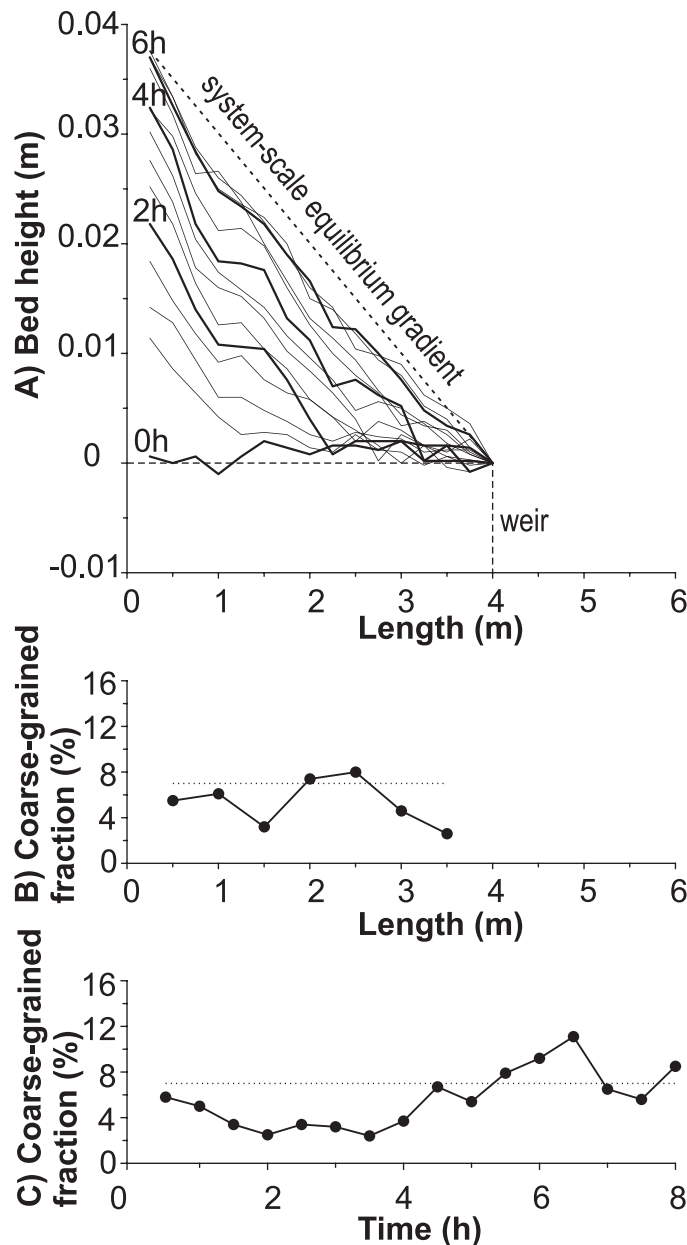 A) Bed height (m)
0.04
0.03
0.02
0.01
0
-0.01
6h
4h
2h
0h
system-scale equilibrium gradient
weir
0 1 2 3 4 5 6
Length (m)
B) Coarse-grained
fraction (%)
16
12
8
4
0
0 1 2 3 4 5 6
Length (m)
C) Coarse-grained
fraction (%)
16
12
8
4
0
0 2 4 6 8
Time (h)